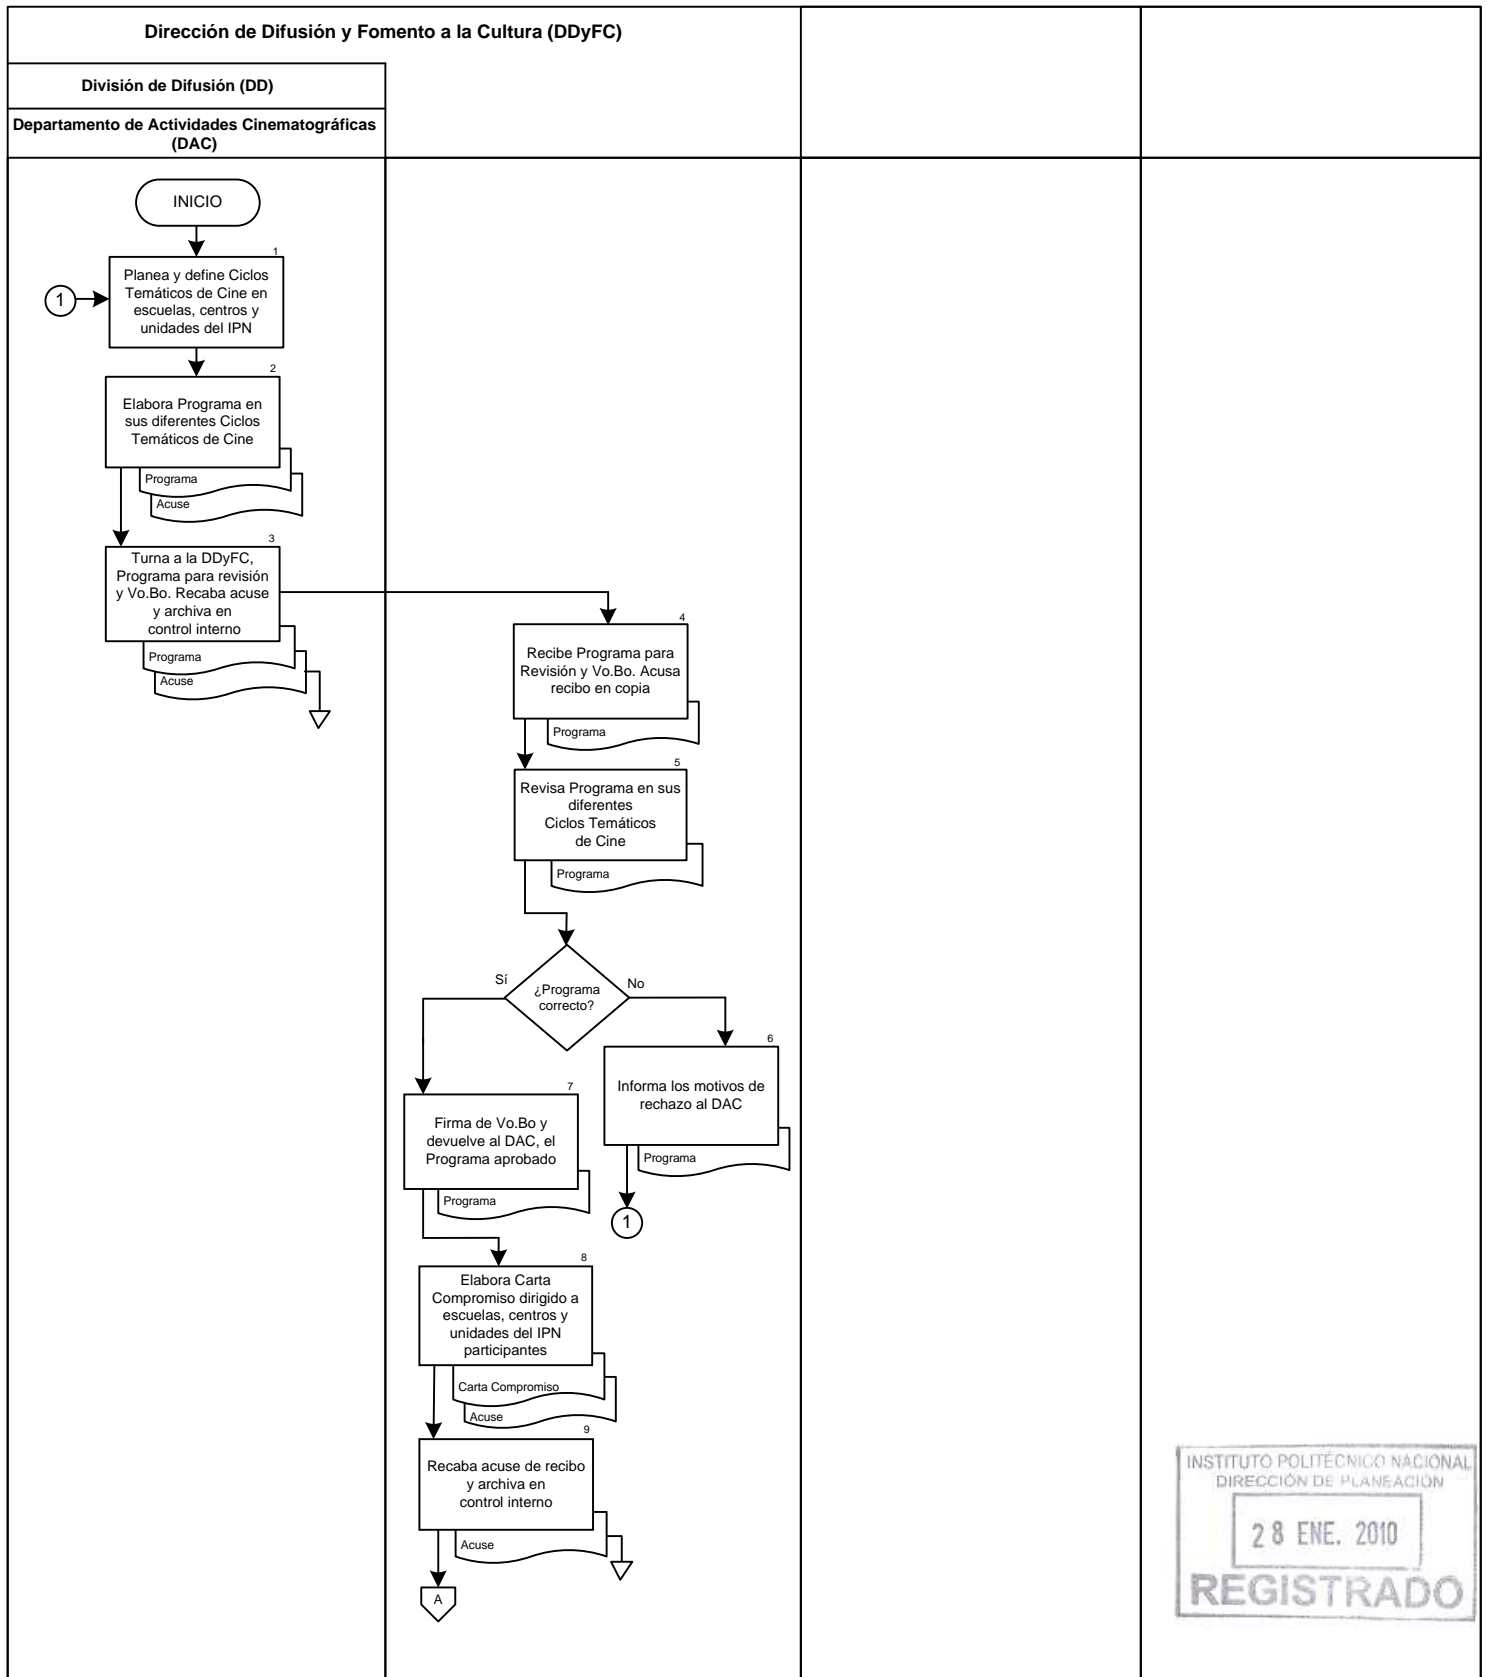 Dirección de Difusión y Fomento a la Cultura (DDyFC)
División de Difusión (DD)
Departamento de Actividades Cinematográficas
(DAC)
INICIO
1
1
Planea y define Ciclos
Temáticos de Cine en
escuelas, centros y
unidades del IPN
2
Elabora Programa en
sus diferentes Ciclos
Temáticos de Cine
Programa
Acuse
3
Turna a la DDyFC,
Programa para revisión
y Vo.Bo. Recaba acuse
y archiva en
control interno
Programa
Acuse
4
Recibe Programa para
Revisión y Vo.Bo. Acusa
recibo en copia
Programa
5
Revisa Programa en sus
diferentes
Ciclos Temáticos
de Cine
Programa
¿Programa
correcto?
Sí
No
6
Informa los motivos de
rechazo al DAC
Programa
1
7
Firma de Vo.Bo y
devuelve al DAC, el
Programa aprobado
Programa
8
Elabora Carta
Compromiso dirigido a
escuelas, centros y
unidades del IPN
participantes
Carta Compromiso
Acuse
9
Recaba acuse de recibo
y archiva en
control interno
Acuse
A
INSTITUTO POLITÉCNICO NACIONAL
DIRECCIÓN DE PLANEACIÓN
28 ENE. 2010
REGISTRADO